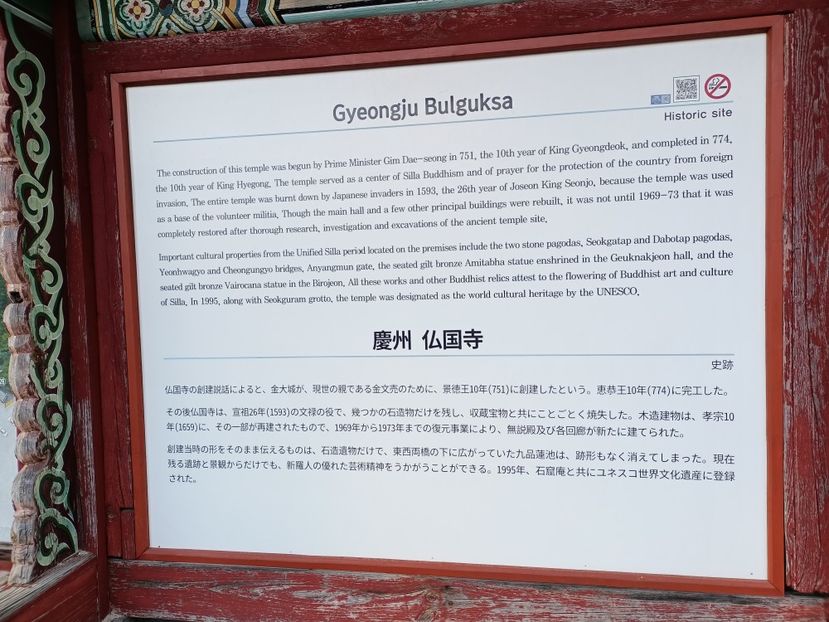 Gyeongju Bulguksa
Historic site
The construction of this temple was begun by Prime Minister Gim Dae-seong in 751, the 10th year of King Gyeongdeok, and completed in 774,
the 10th year of King Hyegong. The temple served as a center of Silla Buddhism and of prayer for the protection of the country from foreign
invasion. The entire temple was burnt down by Japanese invaders in 1593, the 26th year of Joseon King Seonjo, because the temple was used
as a base of the volunteer militia. Though the main hall and a few other principal buildings were rebuilt, it was not until 1969-73 that it was
completely restored after thorough research, investigation and excavations of the ancient temple site.
Important cultural properties from the Unified Silla period located on the premises include the two stone pagodas, Seokgatap and Dabotap pagodas,
Yeonhwagyo and Cheongungyo bridges, Anyangmun gate, the seated gilt bronze Amitabha statue enshrined in the Geuknakjeon hall, and the
seated gilt bronze Vairocana statue in the Birojeon. All these works and other Buddhist relics attest to the flowering of Buddhist art and culture
of Silla. In 1995, along with Seokguram grotto, the temple was designated as the world cultural heritage by the UNESCO.
慶州 仏国寺
史跡
仏国寺の創建説話によると、金大城が、現世の親である金文亮のために、景徳王10年(751)に創建したという。恵恭王10年(774)に完工した。
その後仏国寺は、宣祖26年(1593)の文禄の役で、幾つかの石造物だけを残し、収蔵宝物と共にことごとく焼失した。木造建物は、孝宗10
年(1659)に、その一部が再建されたもので、1969年から1973年までの復元事業により、無説殿及び各回廊が新たに建てられた。
創建当時の形をそのまま伝えるものは、石造遺物だけで、東西両橋の下に広がっていた九品蓮池は、跡形もなく消えてしまった。現在
残る遺跡と景観からだけでも、新羅人の優れた芸術精神をうかがうことができる。1995年、石窟庵と共にユネスコ世界文化遺産に登録
された。